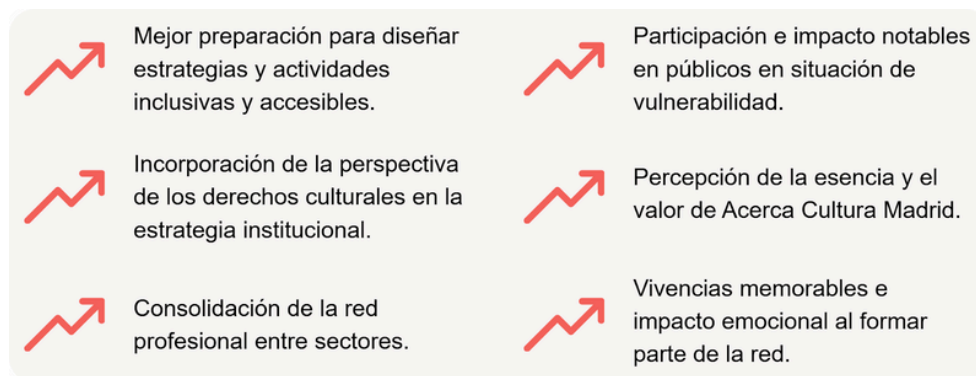 Mejor preparación para diseñar
estrategias y actividades
inclusivas y accesibles.
Incorporación de la perspectiva
de los derechos culturales en la
estrategia institucional.
Consolidación de la red
profesional entre sectores.
Participación e impacto notables
en públicos en situación de
vulnerabilidad.
Percepción de la esencia y el
valor de Acerca Cultura Madrid.
Vivencias memorables e
impacto emocional al formar
parte de la red.